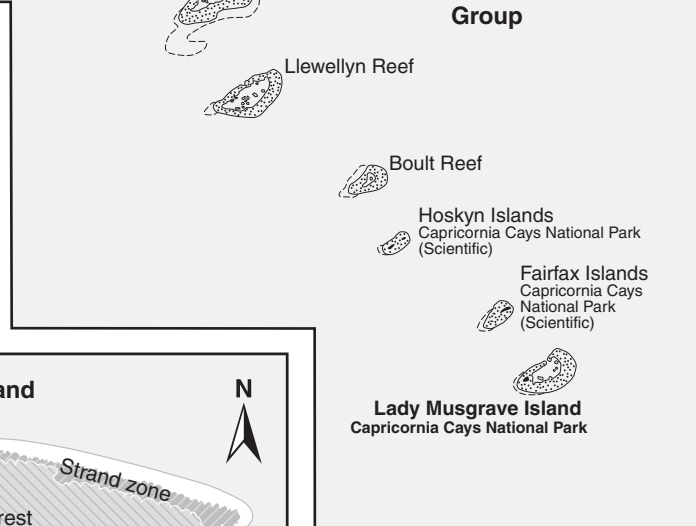 Group
Llewellyn Reef
Boult Reef
Hoskyn Islands
Capricornia Cays National Park
(Scientific)
Fairfax Islands
Capricornia Cays
National Park
(Scientific)
Lady Musgrave Island
Capricornia Cays National Park
and
N
Strand zone
rest